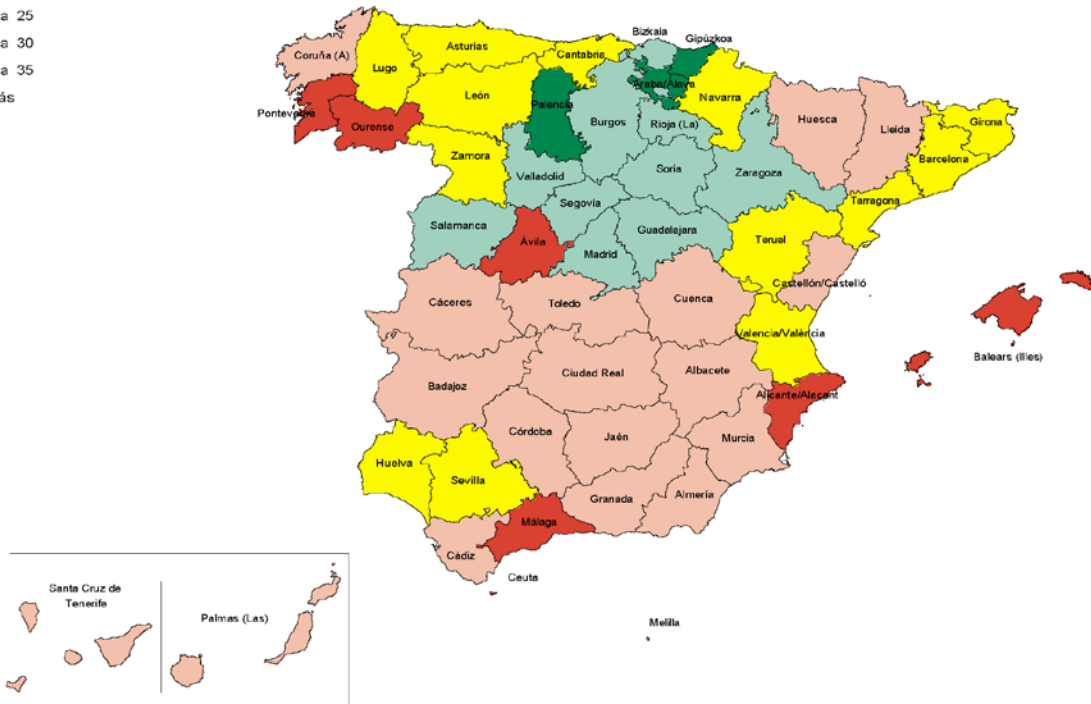 a 25
a 30
a 35
ás
Bizkaia
Gipúzkoa
Coruña (A)
Lugo
Asturias
Cantabria
León
Palencia
Araba/Álava
Navarra
Pontevedra
Ourense
Burgos
Rioja (La)
Huesca
Lleida
Girona
Barcelona
Zamora
Valladolid
Soria
Zaragoza
Tarragona
Segovia
Salamanca
Ávila
Madrid
Guadalajara
Teruel
Castellón/Castelló
Cáceres
Toledo
Cuenca
Valencia/València
Balears (Illes)
Badajoz
Ciudad Real
Albacete
Alicante/Alacant
Córdoba
Jaén
Murcia
Huelva
Sevilla
Granada
Almería
Málaga
Cádiz
Ceuta
Melilla
Santa Cruz de
Tenerife
Palmas (Las)